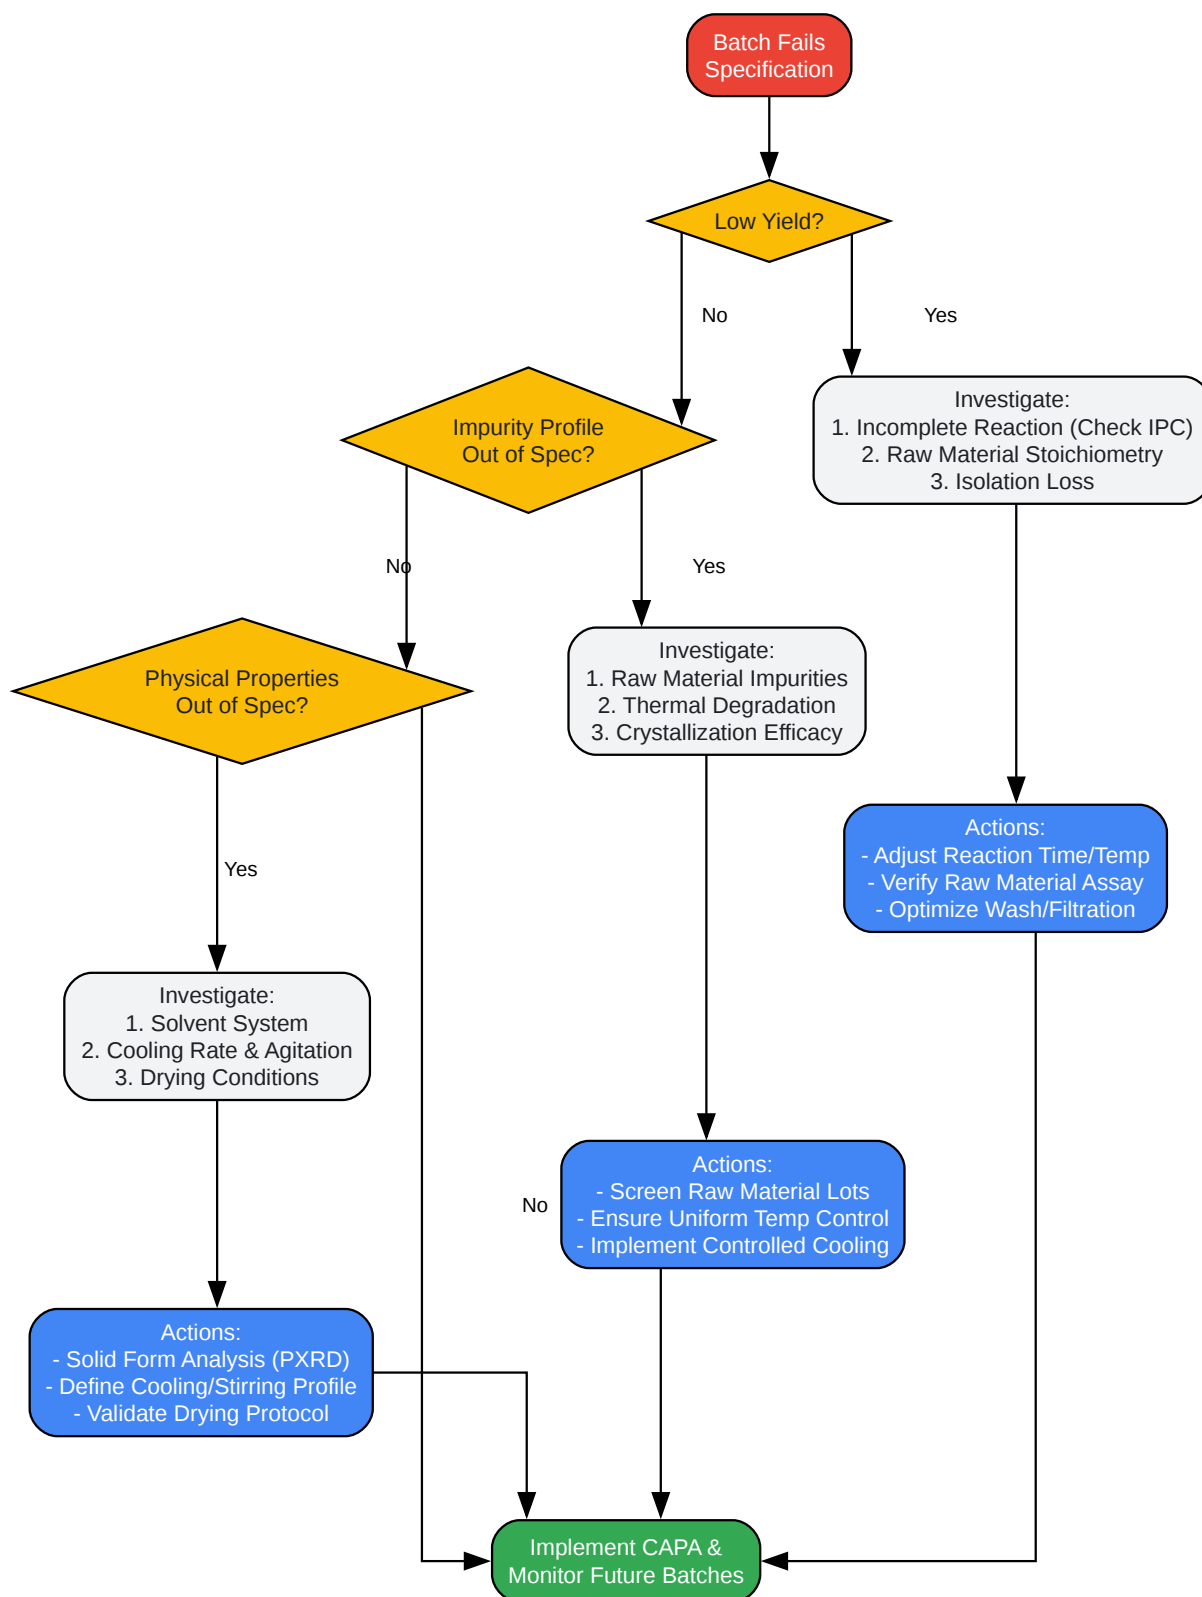 Batch Fails
Specification
Low Yield?
No
Yes
Investigate:
1. Incomplete Reaction (Check IPC)
2. Raw Material Stoichiometry
3. Isolation Loss
Impurity Profile
Out of Spec?
No
Yes
Investigate:
1. Raw Material Impurities
2. Thermal Degradation
3. Crystallization Efficacy
Physical Properties
Out of Spec?
Actions:
- Adjust Reaction Time/Temp
- Verify Raw Material Assay
- Optimize Wash/Filtration
Yes
Investigate:
1. Solvent System
2. Cooling Rate & Agitation
3. Drying Conditions
No
Actions:
- Screen Raw Material Lots
- Ensure Uniform Temp Control
- Implement Controlled Cooling
Actions:
- Solid Form Analysis (PXRD)
- Define Cooling/Stirring Profile
- Validate Drying Protocol
Implement CAPA &
Monitor Future Batches